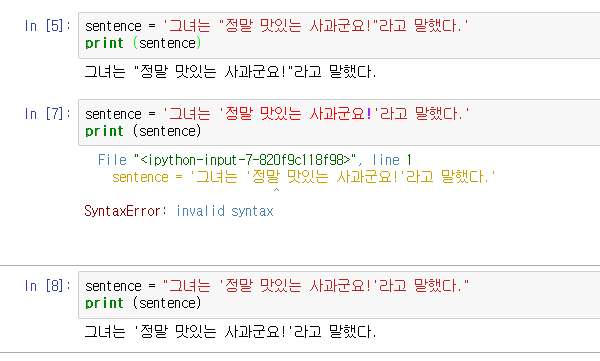 In [5]: sentence = '그녀는 "정말 맛있는 사과군요!"라고 말했다.'
print (sentence)
그녀는 "정말 맛있는 사과군요!"라고 말했다.
In [7]: sentence = '그녀는 '정말 맛있는 사과군요!'라고 말했다.'
print (sentence)
File "<ipython-input-7-820f9c118f98>", line 1
sentence = '그녀는 '정말 맛있는 사과군요!'라고 말했다.'
^
SyntaxError: invalid syntax
In [8]: sentence = "그녀는 '정말 맛있는 사과군요!'라고 말했다."
print (sentence)
그녀는 '정말 맛있는 사과군요!'라고 말했다.